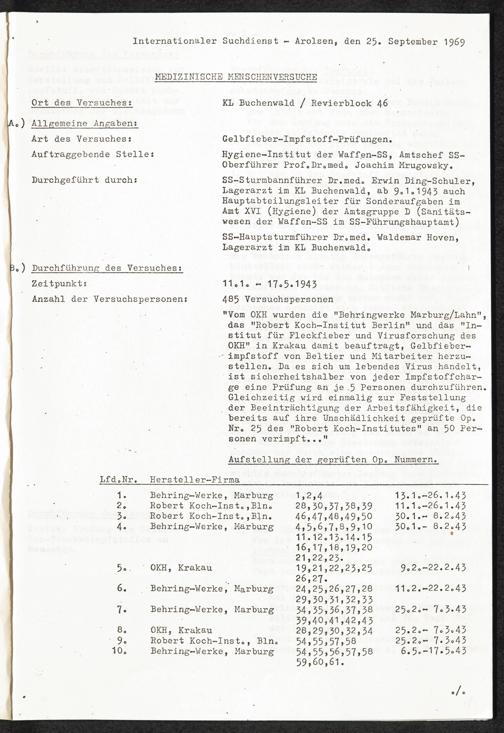 Internationaler Suchdienst - Arolsen, den 25. September 1969
MEDIZINISCHE MENSCHENVERSUCHE
Ort des Versuches: KL Buchenwald / Revierblock 46
A.) Allgemeine Angaben:
Art des Versuches: Gelbfieber-Impfstoff-Prüfungen.
Auftraggebende Stelle: Hygiene-Institut der Waffen-SS, Amtschef SS-
Oberführer Prof.Dr.med. Joachim Mrugowsky.
Durchgeführt durch: SS-Sturmbannführer Dr.med. Erwin Ding-Schuler,
Lagerarzt im KL Buchenwald, ab 9.1.1943 auch
Hauptabteilungsleiter für Sonderaufgaben im
Amt XVI (Hygiene) der Amtsgruppe D (Sanitäts-
wesen der Waffen-SS im SS-Führungshauptamt)
SS-Hauptsturmführer Dr.med. Waldemar Hoven,
Lagerarzt im KL Buchenwald.
B.) Durchführung des Versuches:
Zeitpunkt: 11.1. - 17.5.1943
Anzahl der Versuchspersonen: 485 Versuchspersonen
"Vom OKH wurden die "Behringwerke Marburg/Lahn",
das "Robert Koch-Institut Berlin" und das "In-
stitut für Fleckfieber und Virusforschung des
OKH" in Krakau damit beauftragt, Gelbfieber-
impfstoff von Beltier und Mitarbeiter herzu-
stellen. Da es sich um lebendes Virus handelt,
ist sicherheitshalber von jeder Impfstoffchar-
ge eine Prüfung an je 5 Personen durchzuführen.
Gleichzeitig wird einmalig zur Feststellung
der Beeinträchtigung der Arbeitsfähigkeit, die
bereits auf ihre Unschädlichkeit geprüfte Op.
Nr. 25 des "Robert Koch-Institutes" an 50 Per-
sonen verimpft..."
Aufstellung der geprüften Op. Nummern.
Lfd.Nr. Hersteller-Firma
1. Behring-Werke, Marburg 1,2,4 13.1.-26.1.43
2. Robert Koch-Inst.,Bln. 28,30,37,38,39 11.1.-26.1.43
3. Robert Koch-Inst.,Bln. 46,47,48,49,50 30.1.- 8.2.43
4. Behring-Werke, Marburg 4,5,6,7,8,9,10 30.1.- 8.2.43
11.12.13.14.15
16,17,18,19,20
21,22,23.
5. OKH, Krakau 19,21,22,23,25 9.2.-22.2.43
26,27.
6. Behring-Werke, Marburg 24,25,26,27,28 11.2.-22.2.43
29,30,31,32,33
7. Behring-Werke, Marburg 34,35,36,37,38 25.2.- 7.3.43
39,40,41,42,43
8. OKH, Krakau 28,29,30,32,34 25.2.- 7.3.43
9. Robert Koch-Inst., Bln. 54,55,57,58 25.2.- 7.3.43
10. Behring-Werke, Marburg 54,55,56,57,58 6.5.-17.5.43
59,60,61.
./.